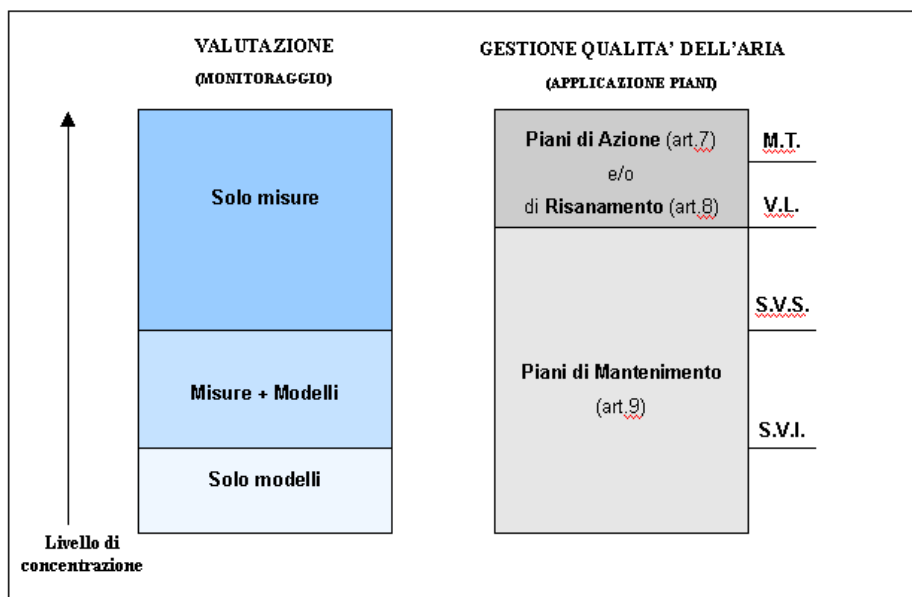 VALUTAZIONE
(MONITORAGGIO)
Solo misure
Misure + Modelli
Solo modelli
Livello di
concentrazione
GESTIONE QUALITA’ DELL’ARIA
(APPLICAZIONE PIANI)
Piani di Azione (art.7)
e/o
di Risanamento (art.8)
Piani di Mantenimento
(art.9)
M.T.
V.L.
S.V.S.
S.V.I.